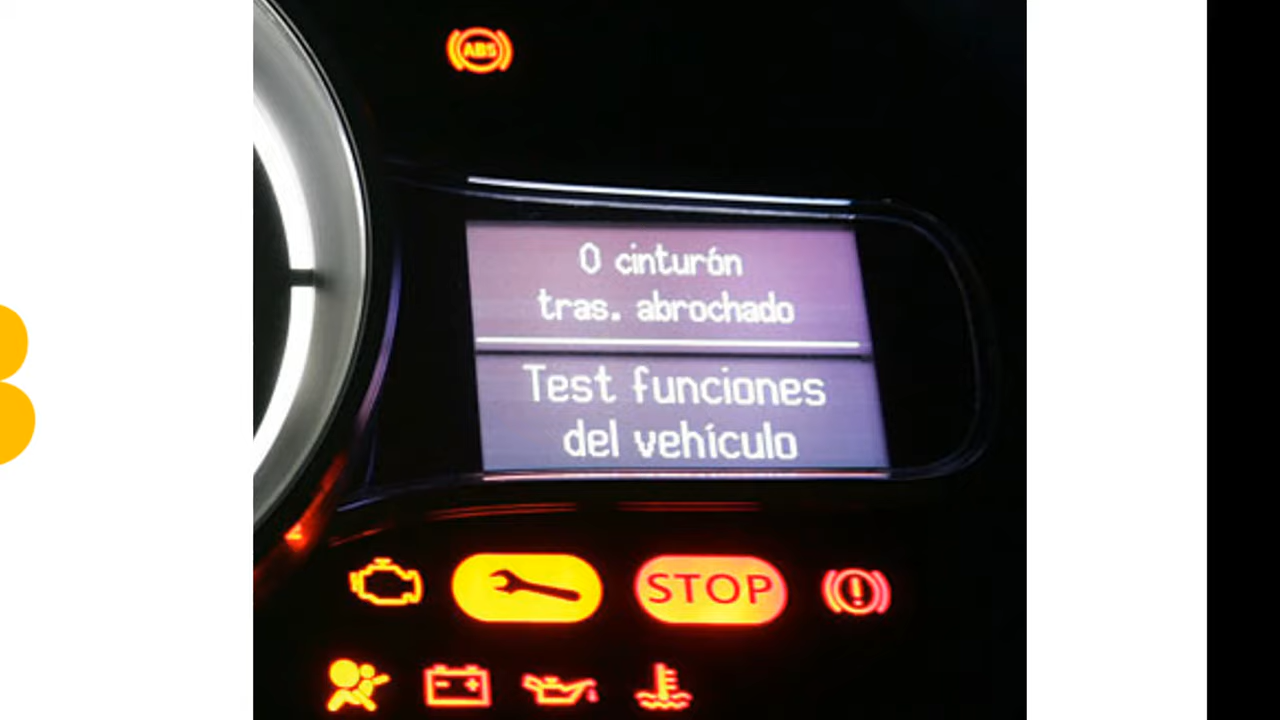 ABS
0 cinturón
tras. abrochado
Test funciones
del vehículo
STOP